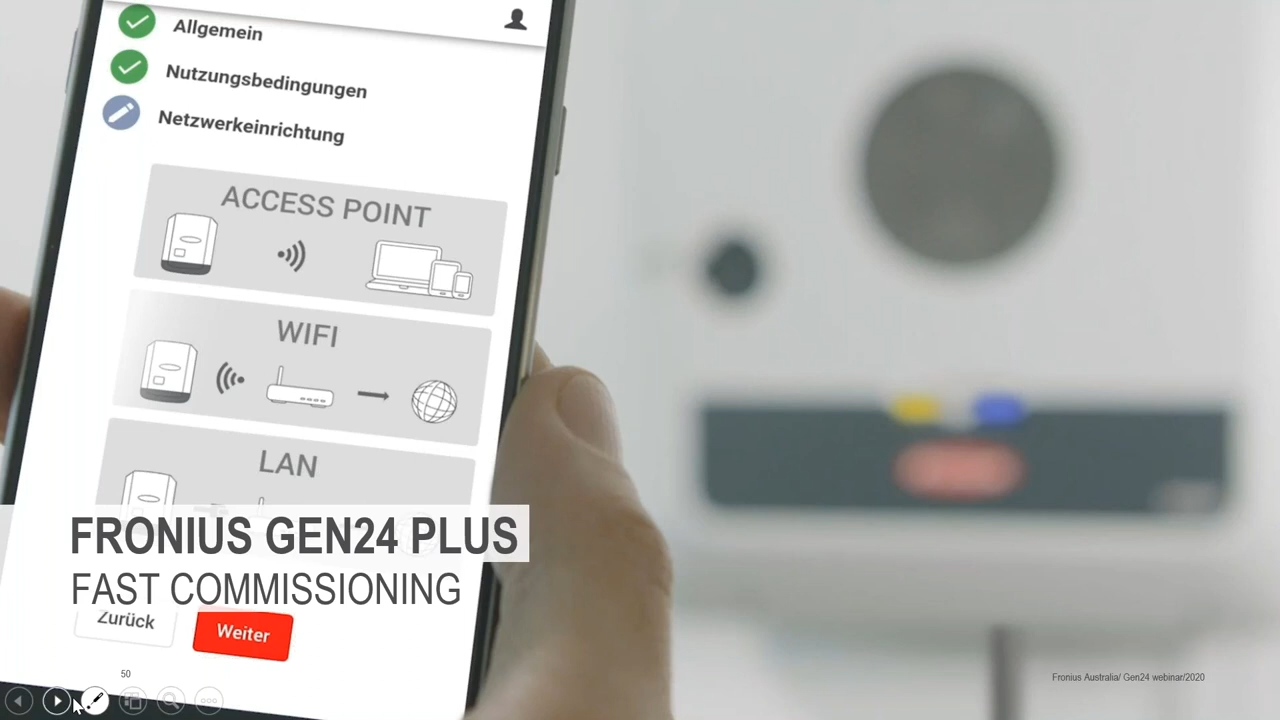 Allgemein
Nutzungsbedingungen
Netzwerkeinrichtung
ACCESS POINT
WIFI
LAN
FRONIUS GEN24 PLUS
FAST COMMISSIONING
Zurück
Weiter
50
Fronius Australia/ Gen24 webinar/2020